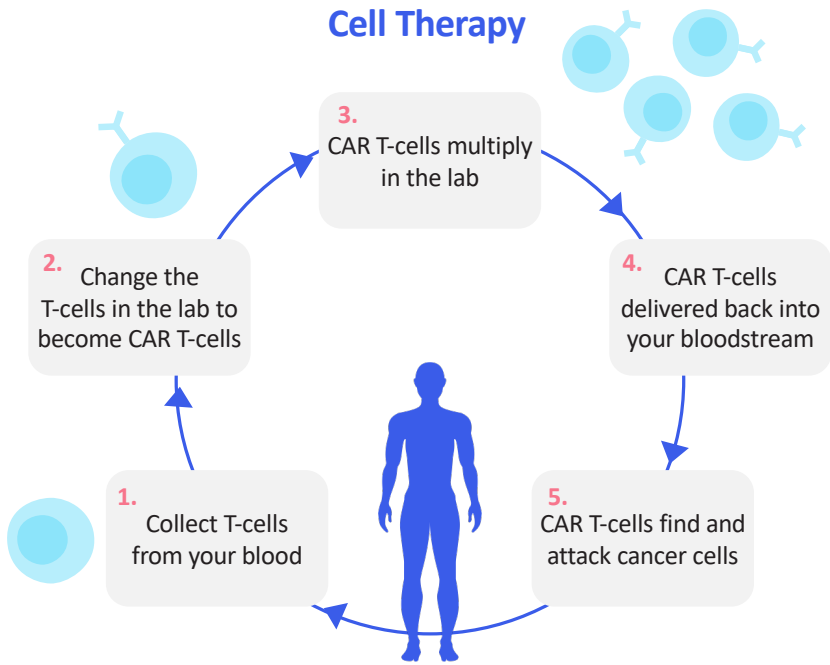 Cell Therapy
1.
Collect T-cells
from your blood
2.
Change the
T-cells in the lab to
become CAR T-cells
3.
CAR T-cells multiply
in the lab
4.
CAR T-cells
delivered back into
your bloodstream
5.
CAR T-cells find and
attack cancer cells